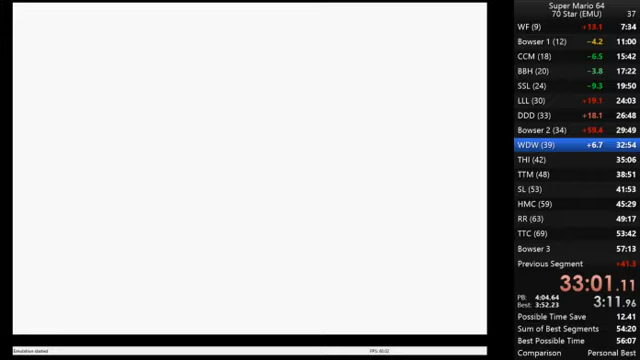 Super Mario 64
70 Star (EMU) 37
WF (9) +13.1 7:34
Bowser 1 (12) −4.2 11:00
CCM (18) −6.5 15:42
BBH (20) −3.8 17:22
SSL (24) −9.3 19:50
LLL (30) +19.1 24:03
DDD (33) +18.1 26:48
Bowser 2 (34) +59.4 29:49
WDW (39) +6.7 32:54
THI (42) 35:06
TTM (48) 38:51
SL (53) 41:53
HMC (59) 45:29
RR (63) 49:17
TTC (69) 53:42
Bowser 3 57:13
Previous Segment +41.3
33:01.11
PB: 4:04.64
Best: 3:52.23
3:11.96
Possible Time Save 12.41
Sum of Best Segments 54:20
Best Possible Time 56:07
Comparison Personal Best
Emulation started